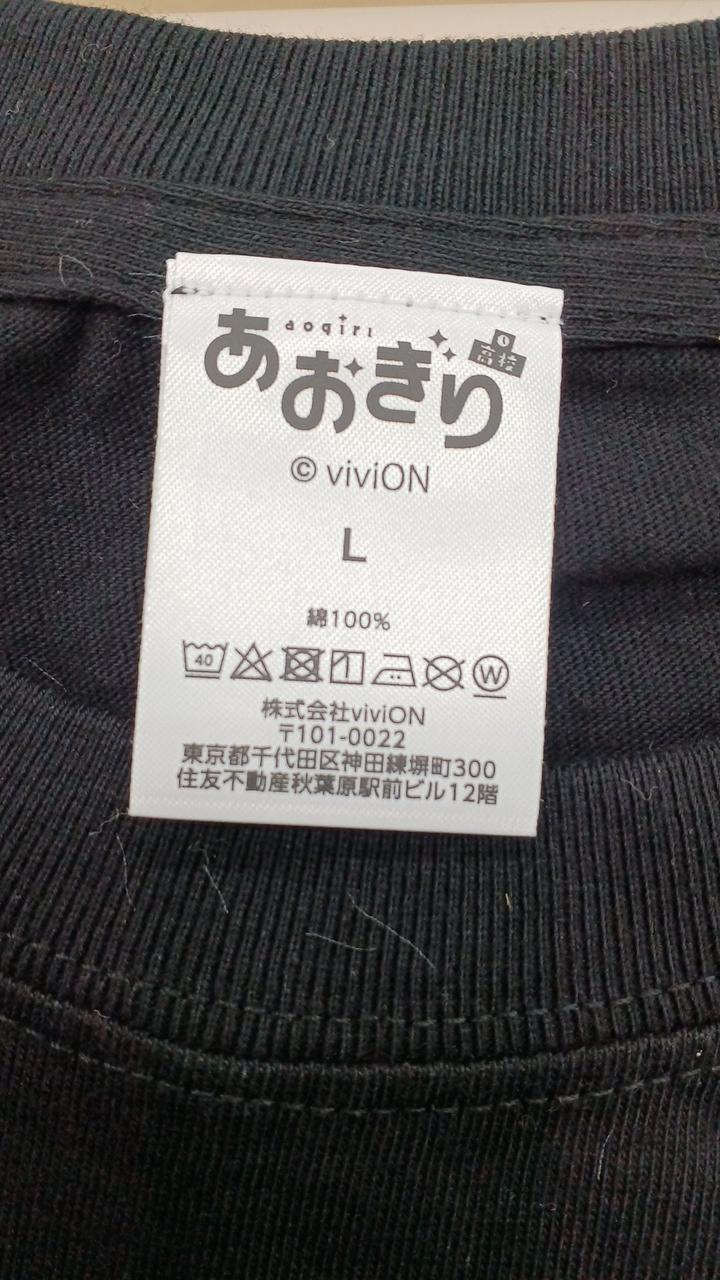 aogiri
あおぎり
高校
© viviON
L
綿100%
40
W
株式会社viviON
〒101-0022
東京都千代田区神田練塀町300
住友不動産秋葉原駅前ビル12階